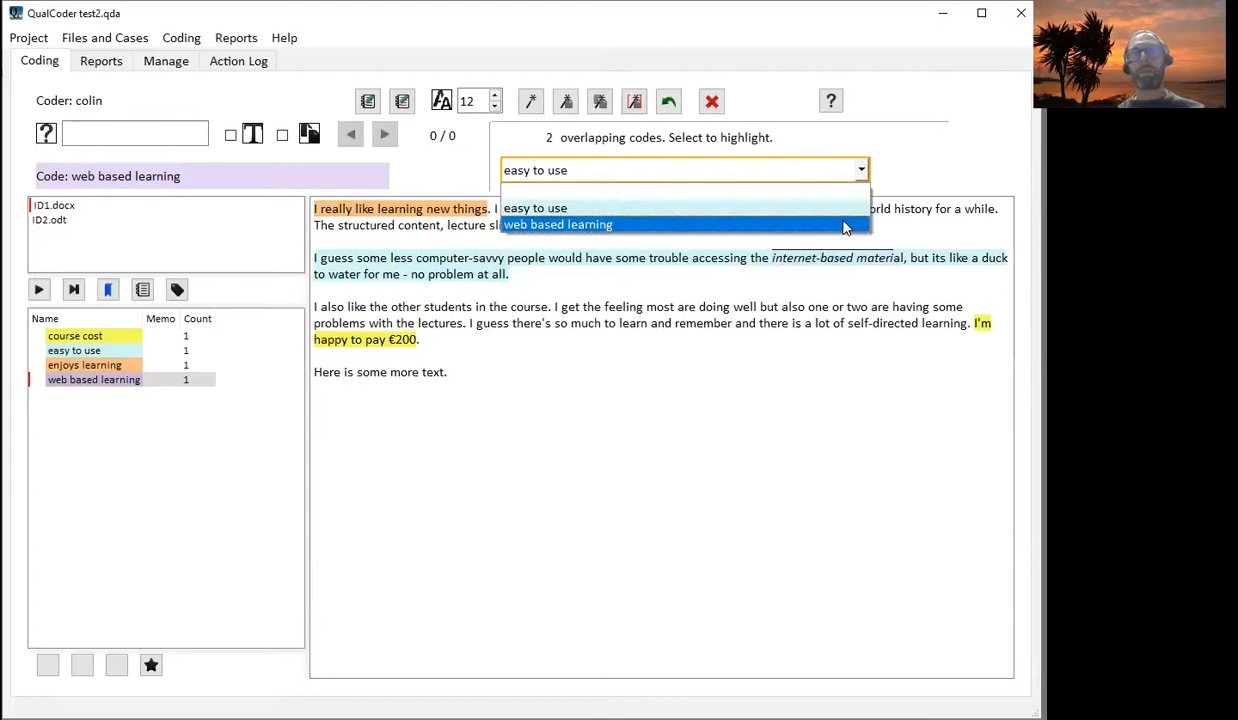 QualCoder test2.qda
Project Files and Cases Coding Reports Help
Coding Reports Manage Action Log
Coder: colin
AA 12 ?
? T 0 / 0
2 overlapping codes. Select to highlight.
Code: web based learning
easy to use
easy to use
web based learning
ID1.docx
ID2.odt
Name Memo Count
course cost 1
easy to use 1
enjoys learning 1
web based learning 1
I really like learning new things. I orld history for a while.
The structured content, lecture sli
I guess some less computer-savvy people would have some trouble accessing the internet-based material, but its like a duck
to water for me - no problem at all.
I also like the other students in the course. I get the feeling most are doing well but also one or two are having some
problems with the lectures. I guess there's so much to learn and remember and there is a lot of self-directed learning. I'm
happy to pay €200.
Here is some more text.